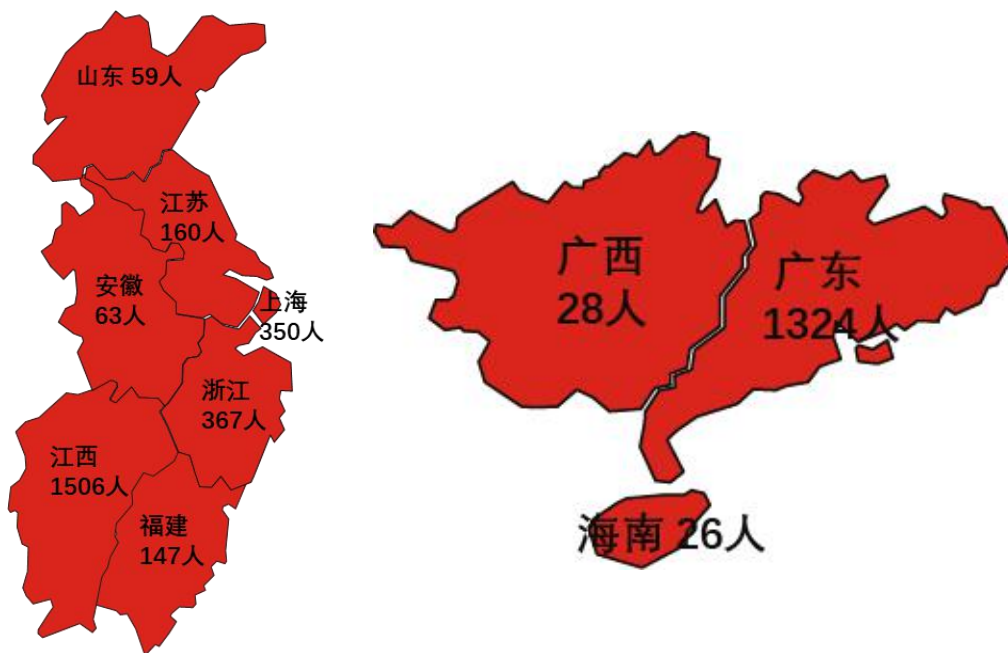 山东 59人
江苏
160人
安徽
63人
上海
350人
浙江
367人
江西
1506人
福建
147人
广西
28人
广东
1324人
海南 26人